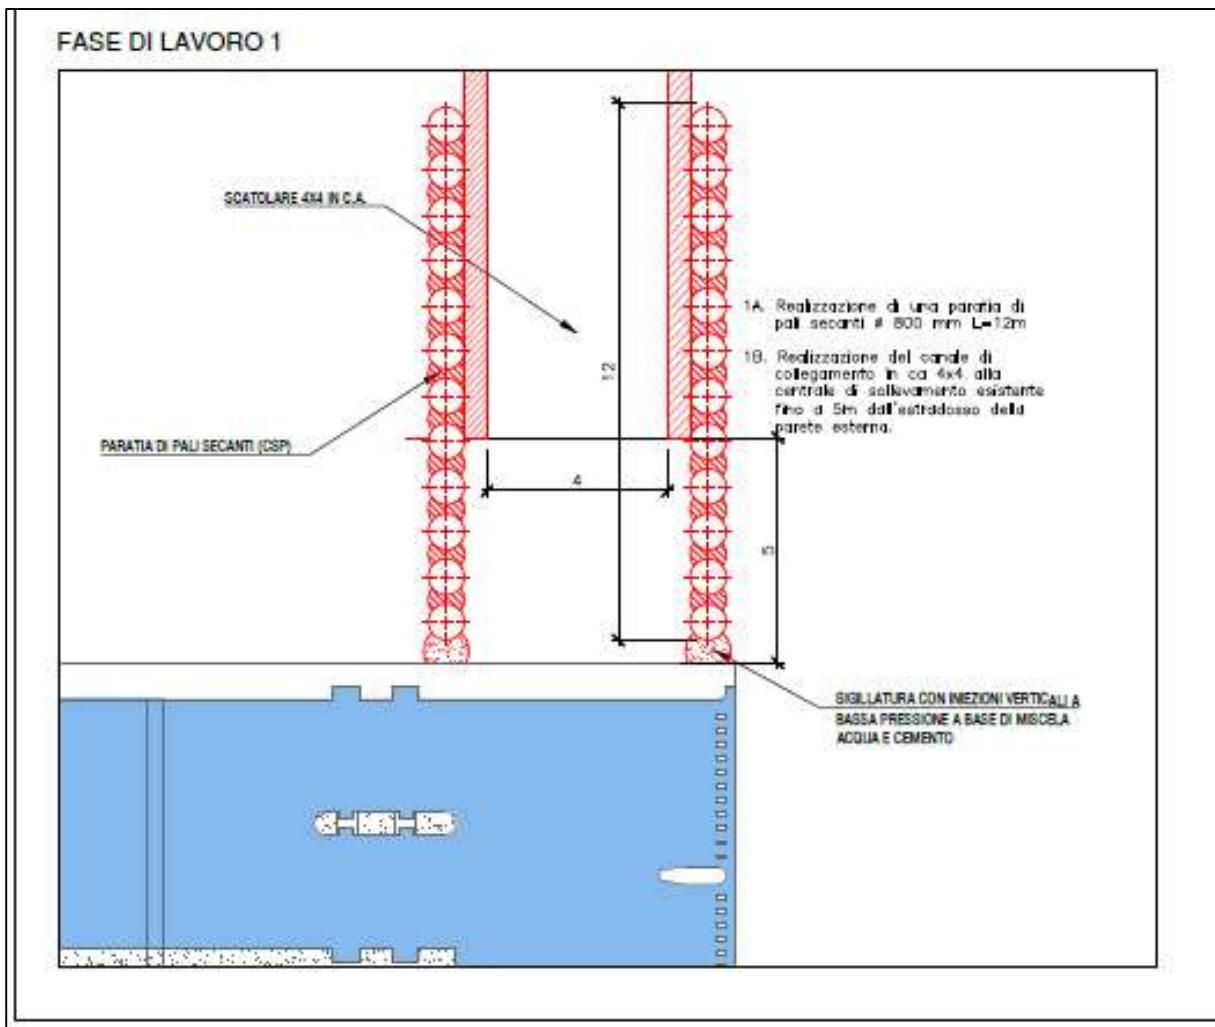 FASE DI LAVORO 1
SCATOLARE 4X4 IN C.A.
12
1A. Realizzazione di una paratia di
pali secanti # 800 mm L=12m
1B. Realizzazione del canale di
collegamento in ca 4x4 alla
centrale di sollevamento esistente
fino a 5m dall'estradosso della
parete esterna.
PARATIA DI PALI SECANTI (CSP)
4
5
SIGILLATURA CON INIEZIONI VERTICALI A
BASSA PRESSIONE A BASE DI MISCELA
ACQUA E CEMENTO